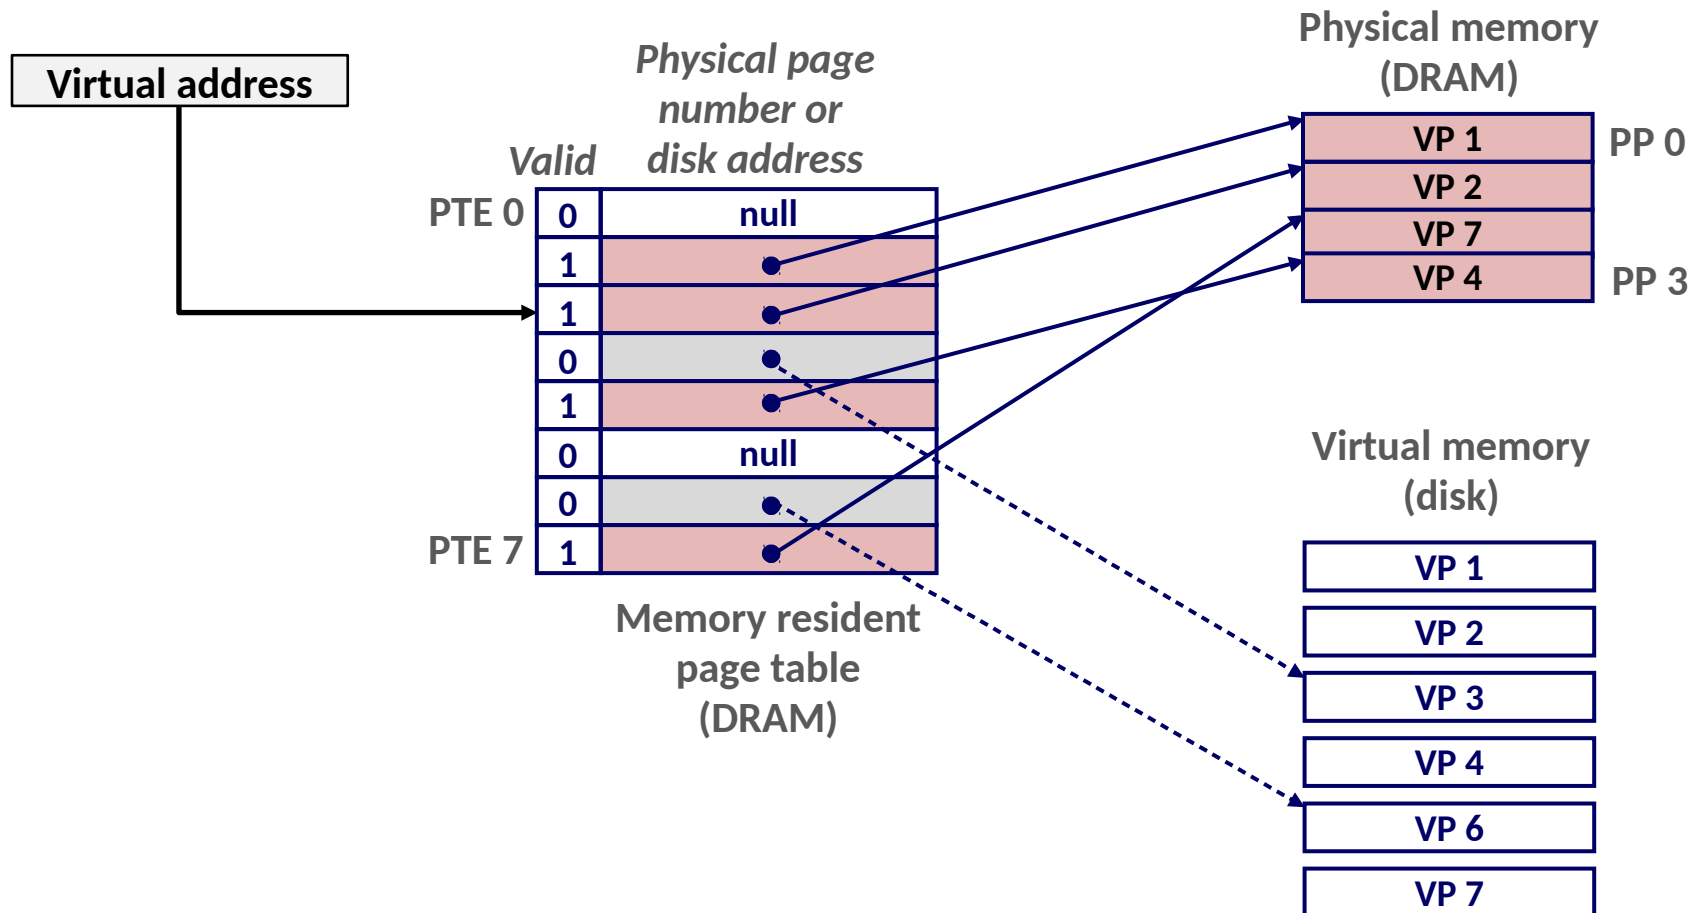 Virtual address
Physical page
number or
disk address
Valid
PTE 0
0
null
1
1
0
1
0
null
0
PTE 7
1
Memory resident
page table
(DRAM)
Physical memory
(DRAM)
VP 1
PP 0
VP 2
VP 7
VP 4
PP 3
Virtual memory
(disk)
VP 1
VP 2
VP 3
VP 4
VP 6
VP 7